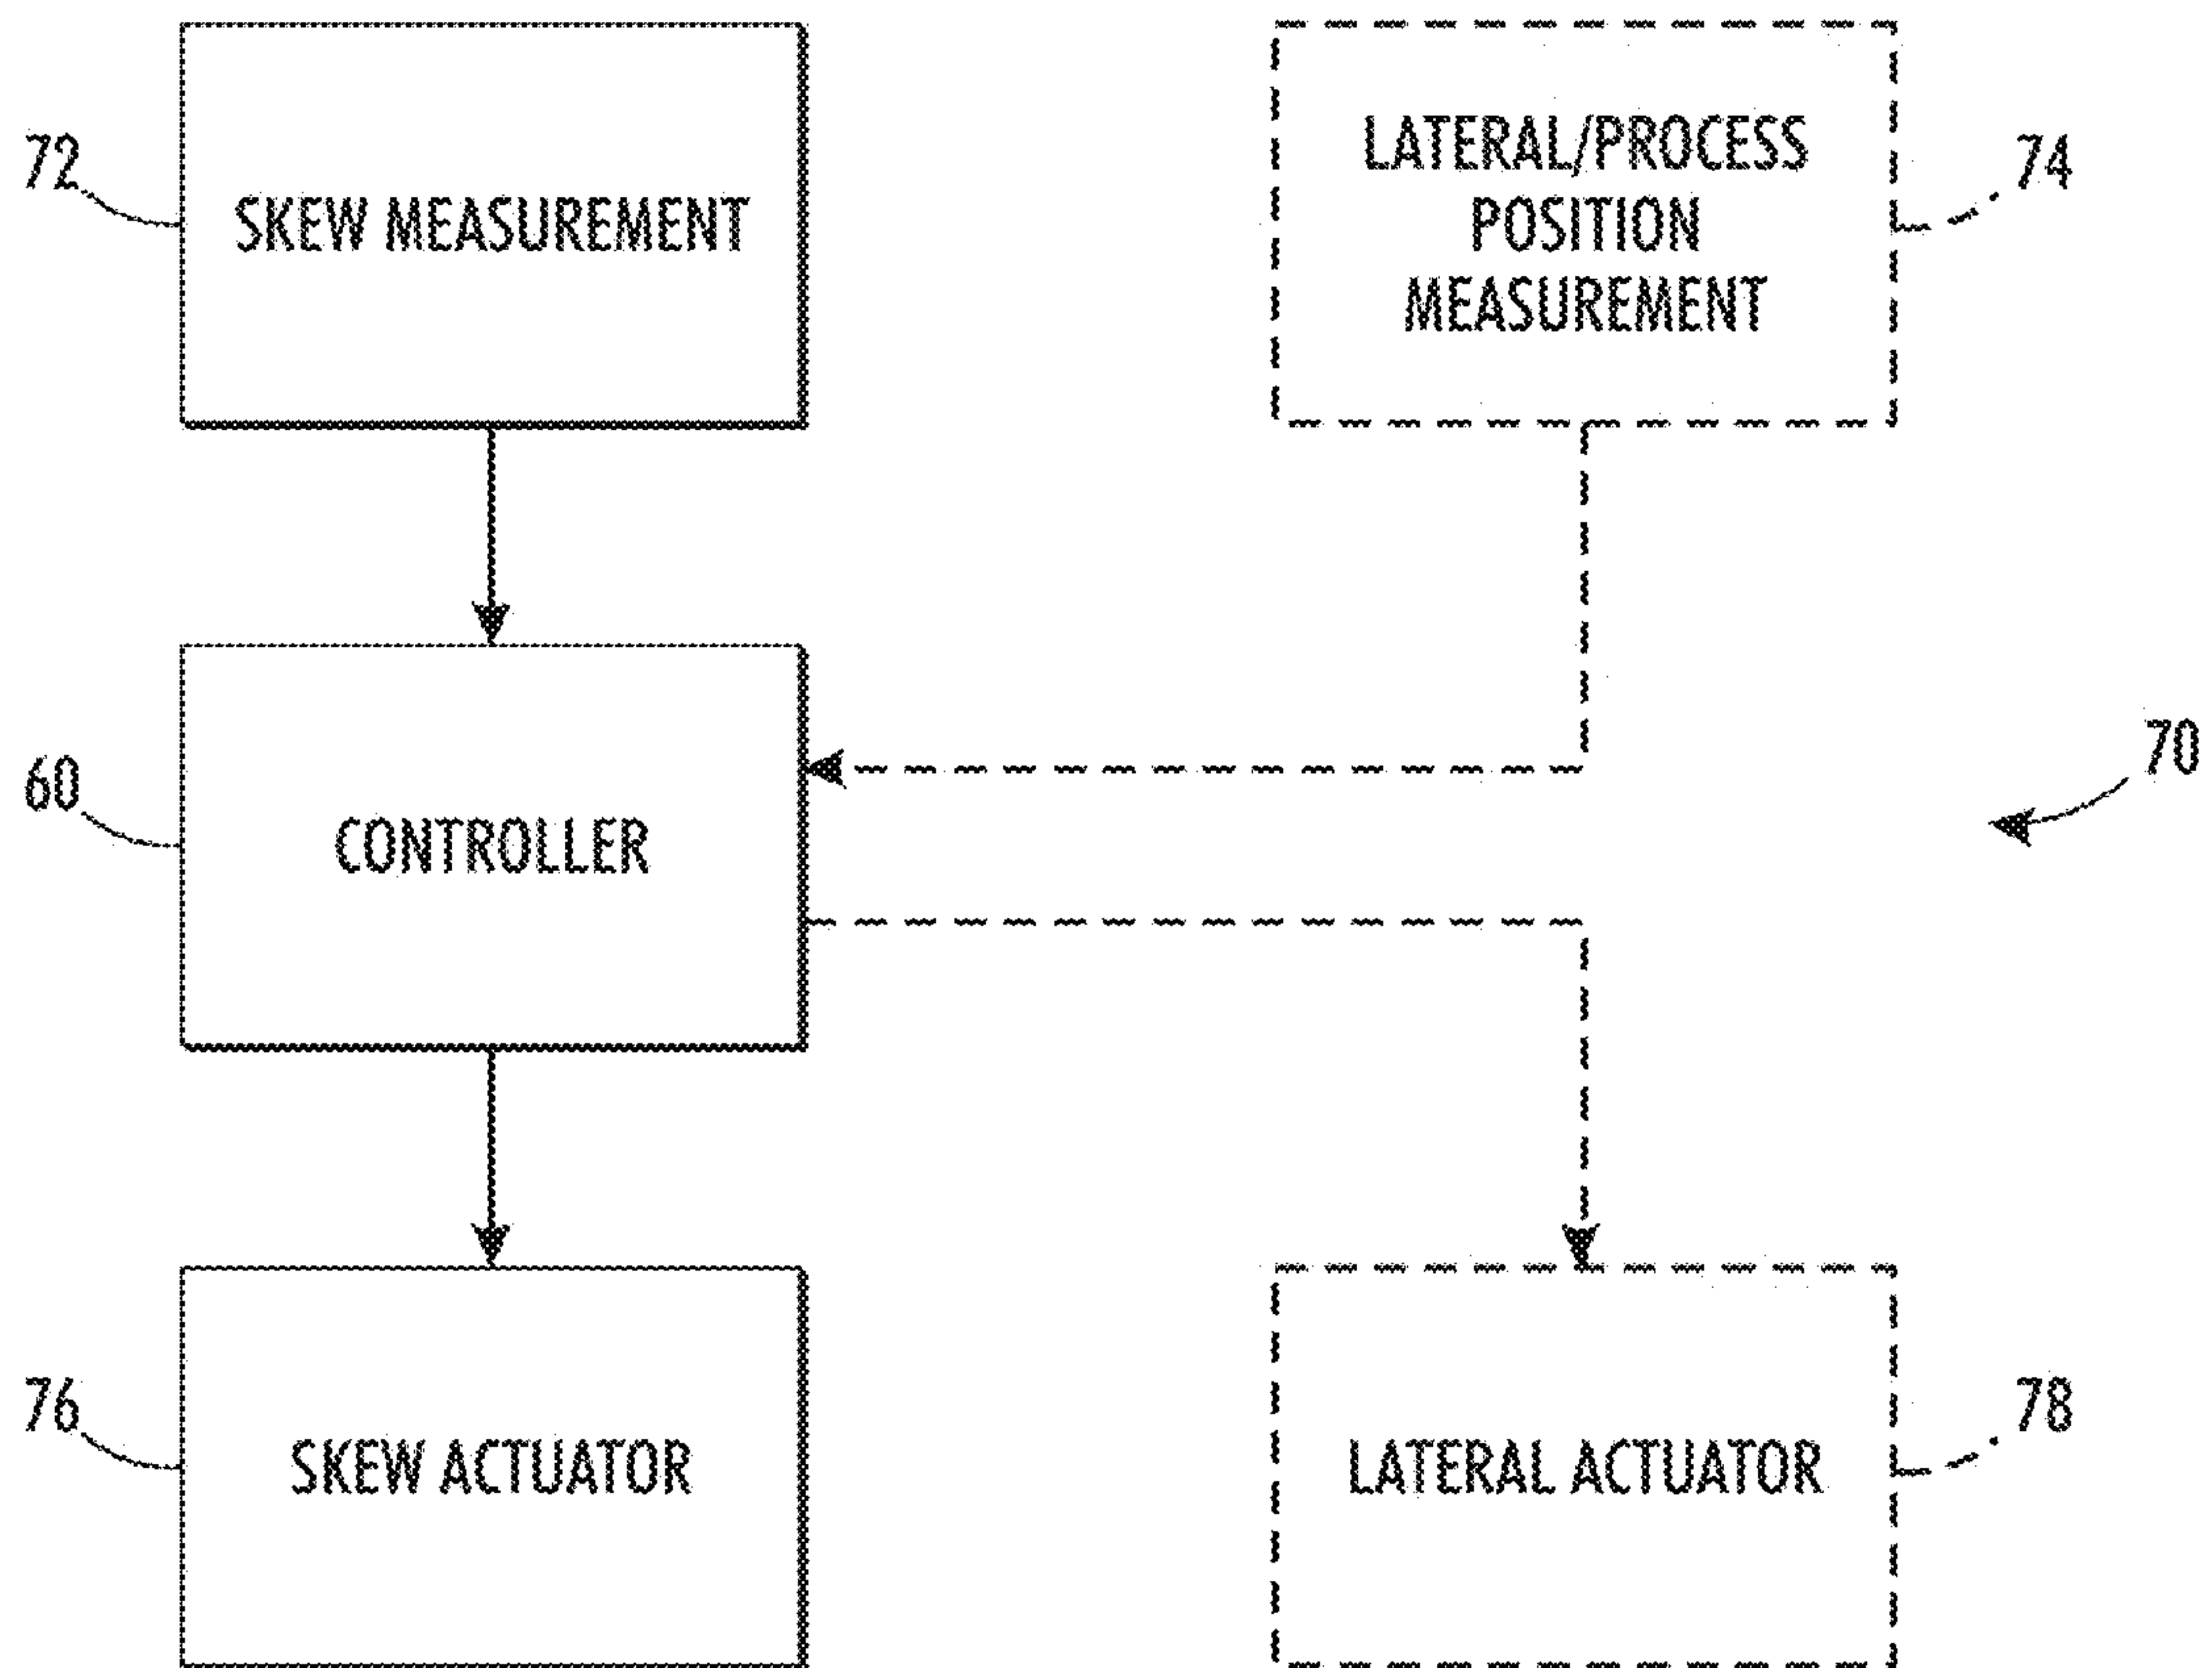 72
SKEW MEASUREMENT
LATERAL/PROCESS
POSITION
MEASUREMENT
74
60
CONTROLLER
70
76
SKEW ACTUATOR
LATERAL ACTUATOR
78